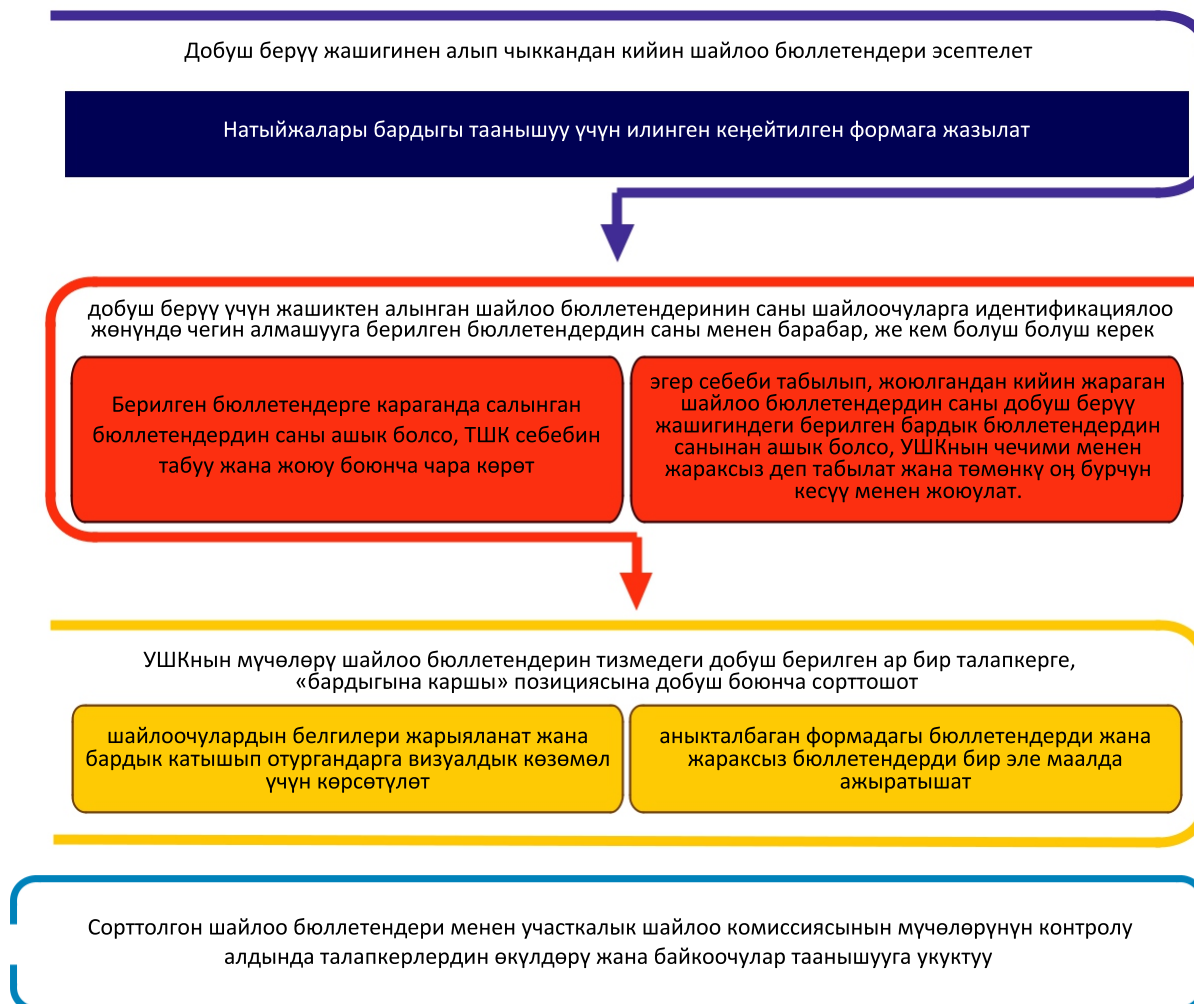 Добуш берүү жашигинен алып чыккандан кийин шайлоо бюллетендери эсептелет
Натыйжалары бардыгы таанышуу үчүн илинген кеңейтилген формага жазылат
добуш берүү үчүн жашиктен алынган шайлоо бюллетендеринин саны шайлоочуларга идентификациялоо
жөнүндө чегин алмашууга берилген бюллетендердин саны менен барабар, же кем болуш болуш керек
Берилген бюллетендерге караганда салынган
бюллетендердин саны ашык болсо, ТШК себебин
табуу жана жоюу боюнча чара көрөт
эгер себеби табылып, жоюлгандан кийин жараган
шайлоо бюллетендердин саны добуш берүү
жашигиндеги берилген бардык бюллетендердин
санынан ашык болсо, УШКнын чечими менен
жараксыз деп табылат жана төмөнкү оң бурчун
кесүү менен жоюулат.
УШКнын мүчөлөрү шайлоо бюллетендерин тизмедеги добуш берилген ар бир талапкерге,
«бардыгына каршы» позициясына добуш боюнча сорттошот
шайлоочулардын белгилери жарыяланат жана
бардык катышып отургандарга визуалдык көзөмөл
үчүн көрсөтүлөт
аныкталбаган формадагы бюллетендерди жана
жараксыз бюллетендерди бир эле маалда
ажыратышат
Сорттолгон шайлоо бюллетендери менен участкалык шайлоо комиссиясынын мүчөлөрүнүн контролу
алдында талапкерлердин өкүлдөрү жана байкоочулар таанышууга укуктуу